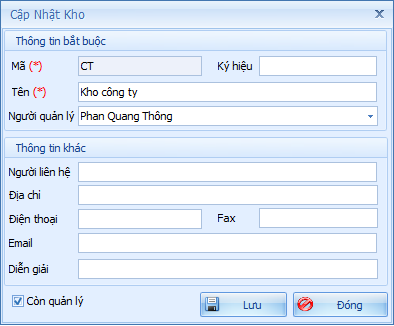 Cập Nhật Kho
Thông tin bắt buộc
Mã (*) CT Ký hiệu
Tên (*) Kho công ty
Người quản lý Phan Quang Thông
Thông tin khác
Người liên hệ
Địa chỉ
Điện thoại Fax
Email
Diễn giải
Còn quản lý Lưu Đóng